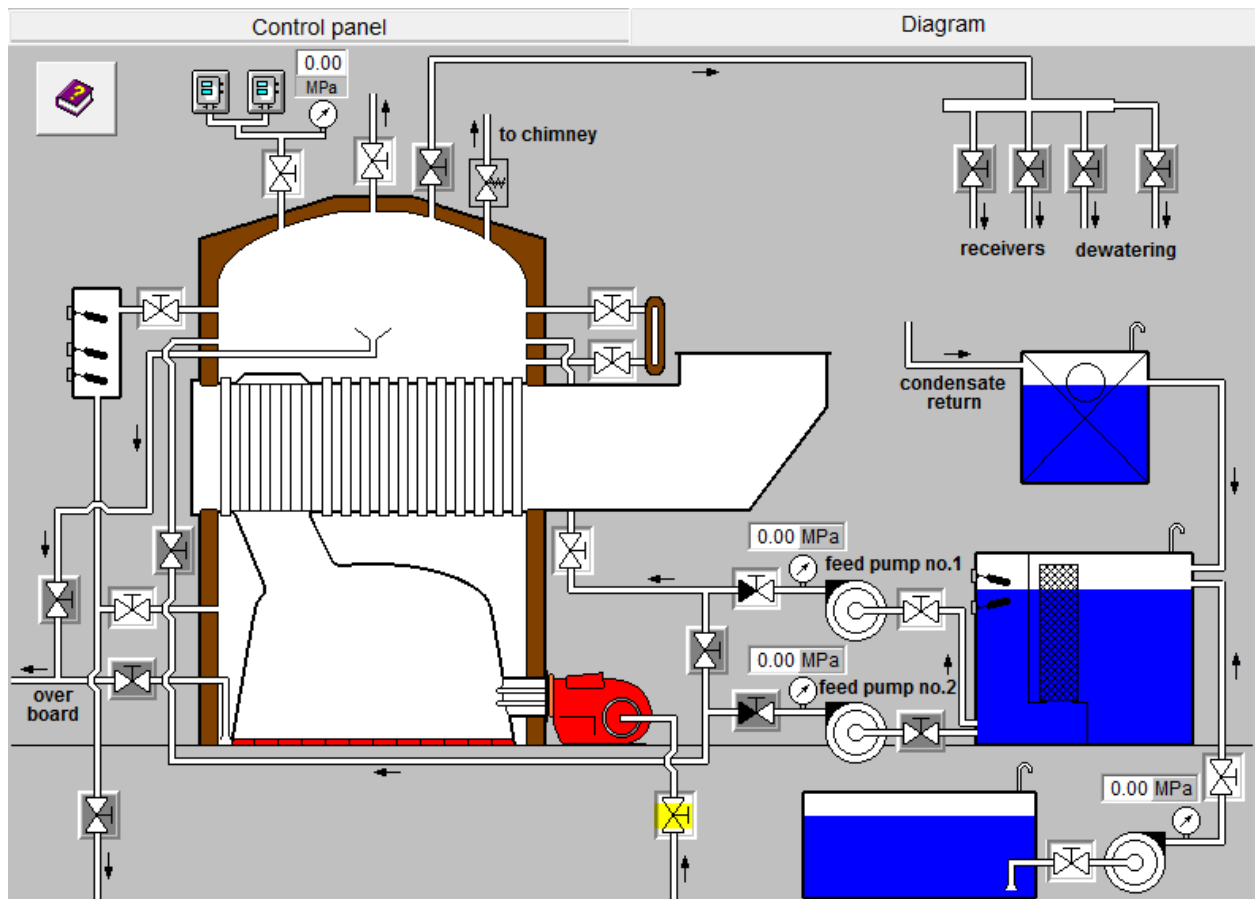 Control panel
Diagram
?
0.00
MPa
to chimney
receivers
dewatering
condensate
return
0.00 MPa
feed pump no.1
0.00 MPa
feed pump no.2
over
board
0.00 MPa